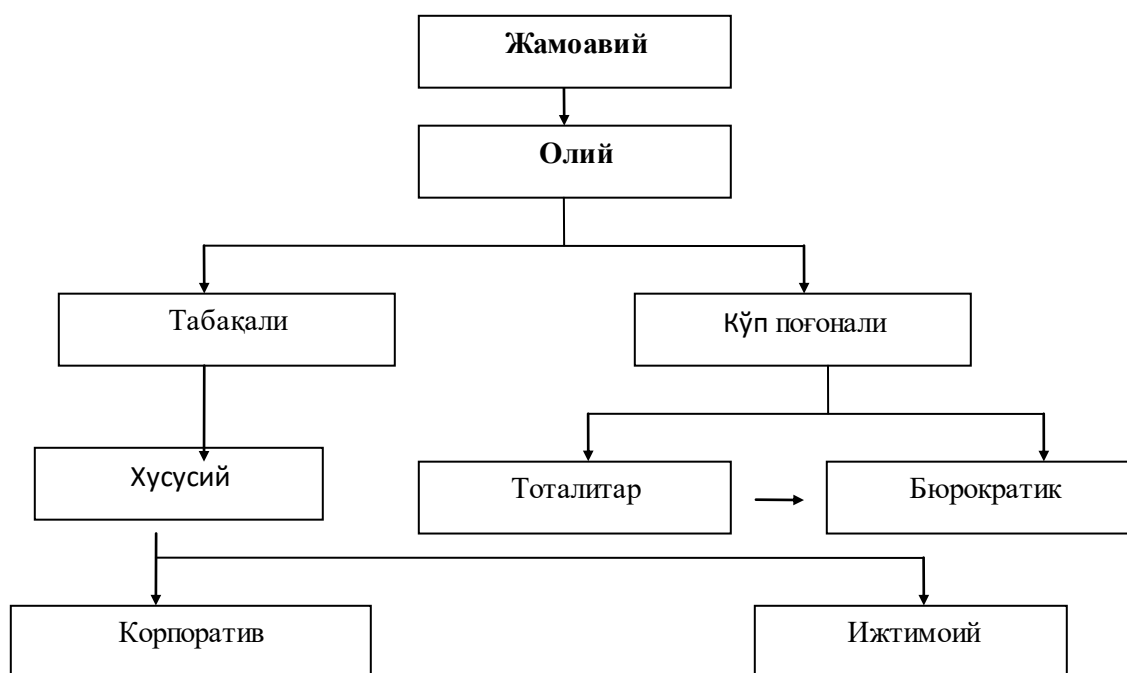 Жамоавий
Олий
Табақали
Кўп поғонали
Хусусий
Тоталитар
Бюрократик
Корпоратив
Ижтимоий